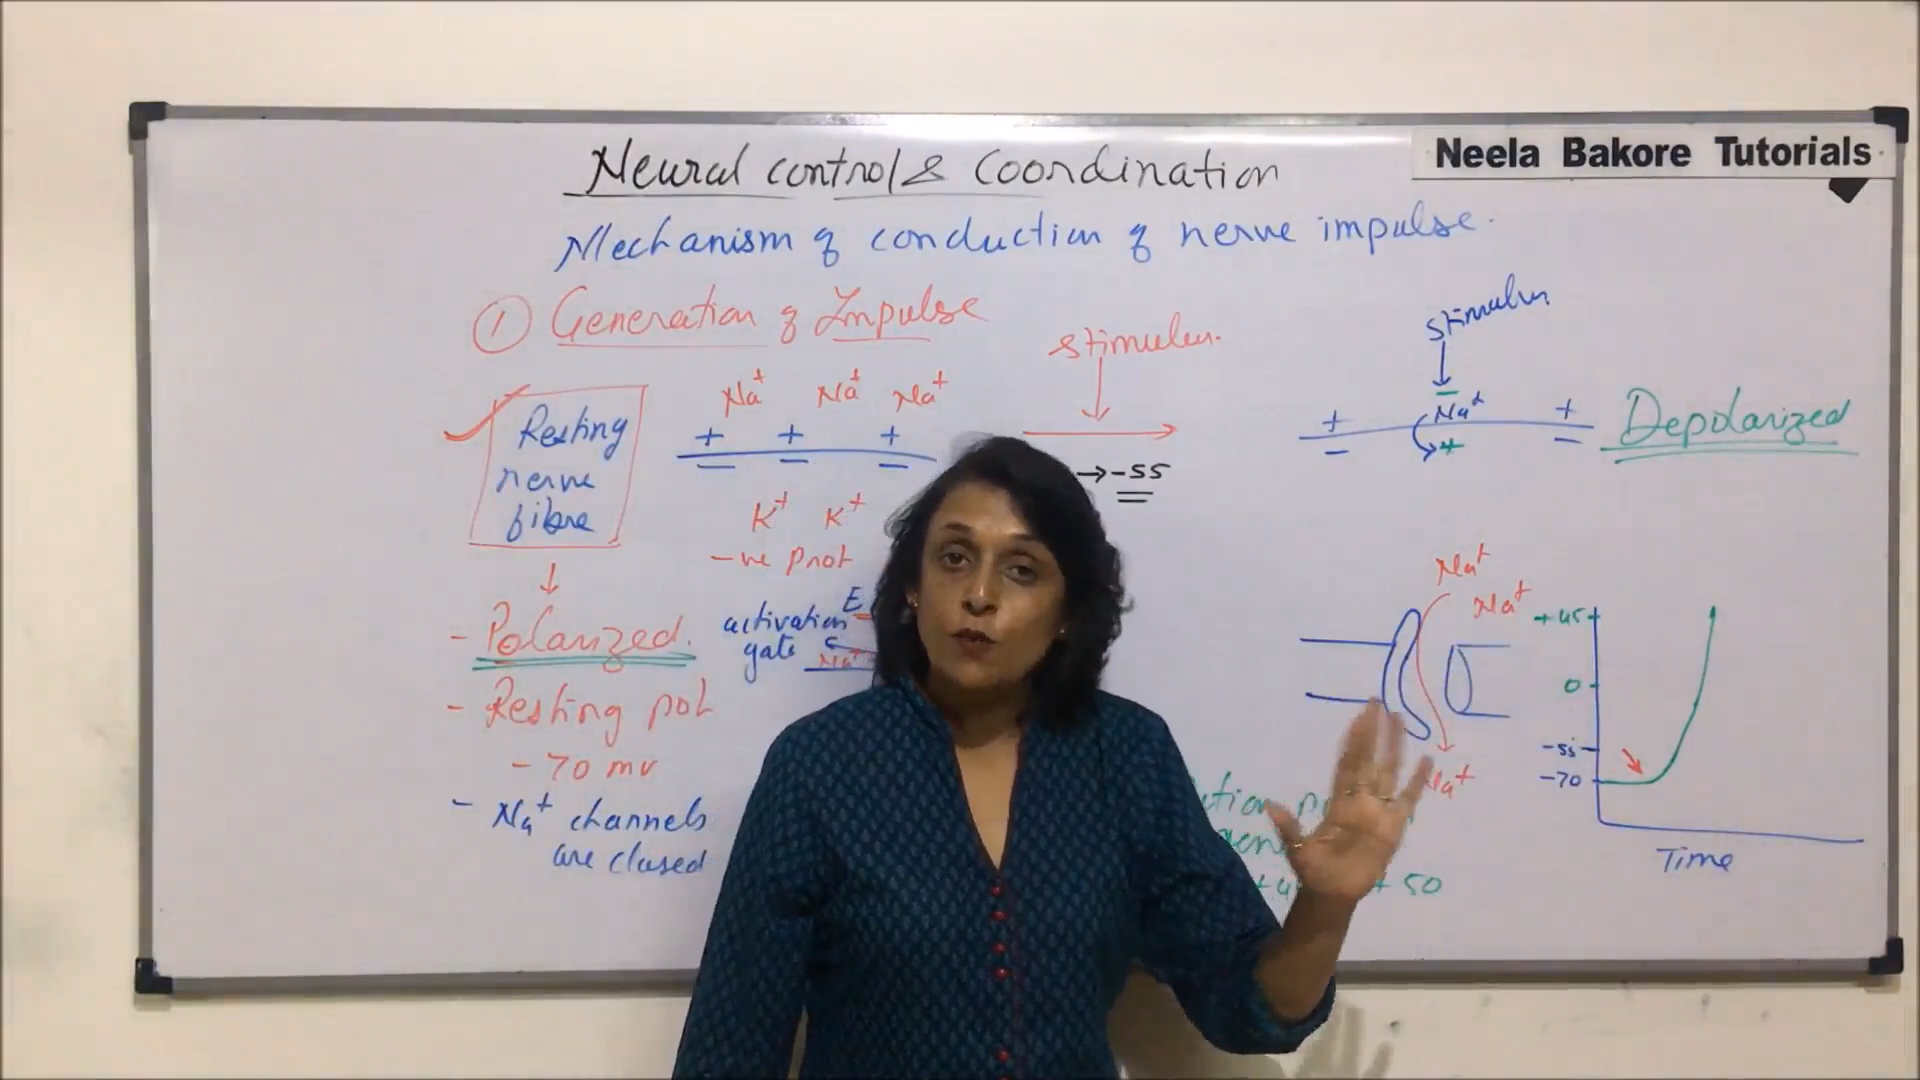 Neela Bakore Tutorials
Neural control & Coordination
Mechanism of conduction of nerve impulse.
① Generation of Impulse
Resting
nerve
fibre
- Polarized.
- Resting pot
- 70 mv
- Na+ channels
are closed
Na+ Na+ Na+
+ + +
- - -
K+ K+
-ve prot
activation
gate
E
Na+
stimulus.
→ -55
stimulus
Na+
+ +
- + -
Depolarized
Na+
Na+
Na+
+45
0
-55
-70
Time
+ 50